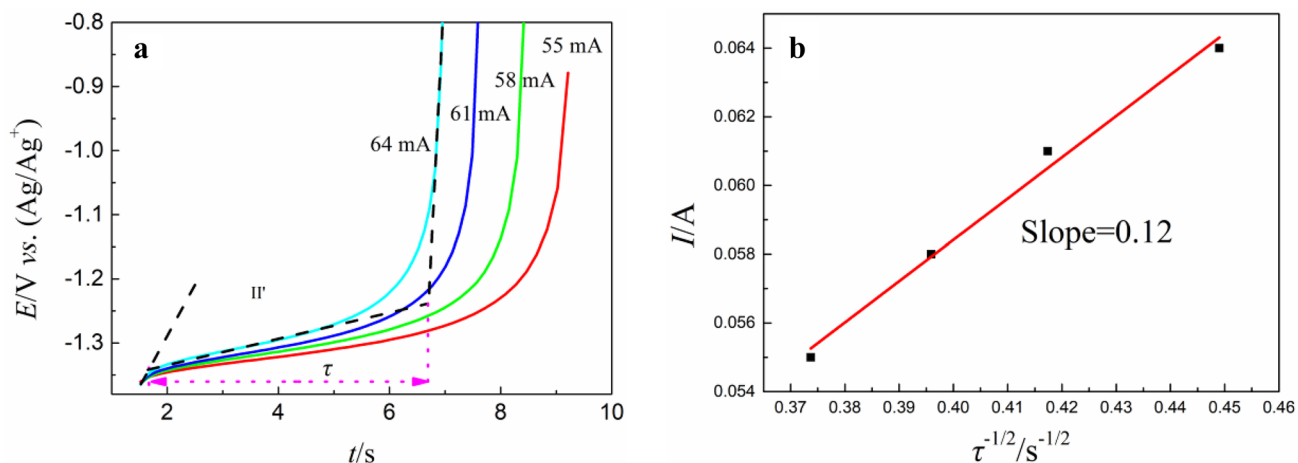 a
-0.8
-0.9
-1.0
-1.1
-1.2
-1.3
E/V vs. (Ag/Ag⁺)
55 mA
58 mA
61 mA
64 mA
II'
τ
2 4 6 8 10
t/s
b
0.064
0.062
0.060
0.058
0.056
0.054
I/A
Slope=0.12
0.37 0.38 0.39 0.40 0.41 0.42 0.43 0.44 0.45 0.46
τ⁻¹/²/s⁻¹/²